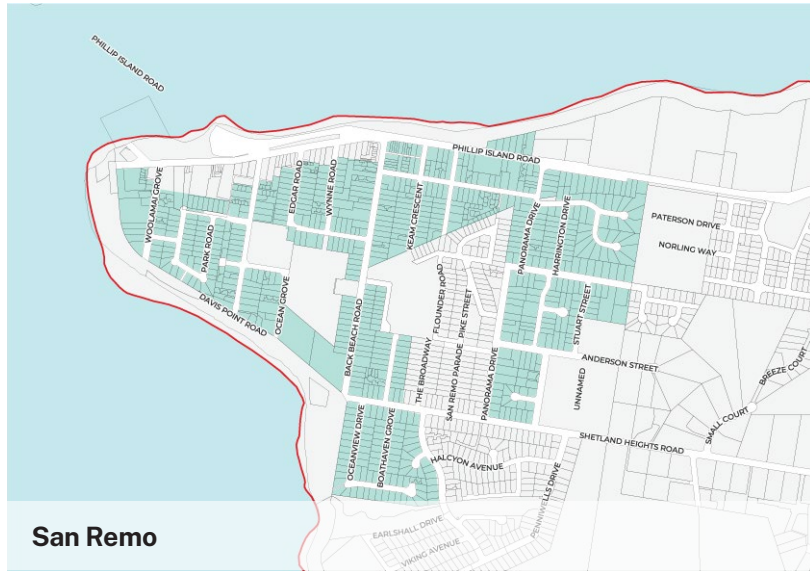 PHILLIP ISLAND ROAD
PHILLIP ISLAND ROAD
WOOLAMAI GROVE
PARK ROAD
EDGAR ROAD
WYNNE ROAD
KEAM CRESCENT
PANORAMA DRIVE
HARRINGTON DRIVE
PATERSON DRIVE
NORLING WAY
DAVIS POINT ROAD
OCEAN GROVE
BACK BEACH ROAD
FLOUNDER ROAD
PIKE STREET
STUART STREET
THE BROADWAY
SAN REMO PARADE
PANORAMA DRIVE
ANDERSON STREET
UNNAMED
BREEZE COURT
SMALL COURT
OCEANVIEW DRIVE
BOATHAVEN GROVE
HALCYON AVENUE
SHETLAND HEIGHTS ROAD
PENNIWELLS DRIVE
EARLSHALL DRIVE
VIKING AVENUE
San Remo